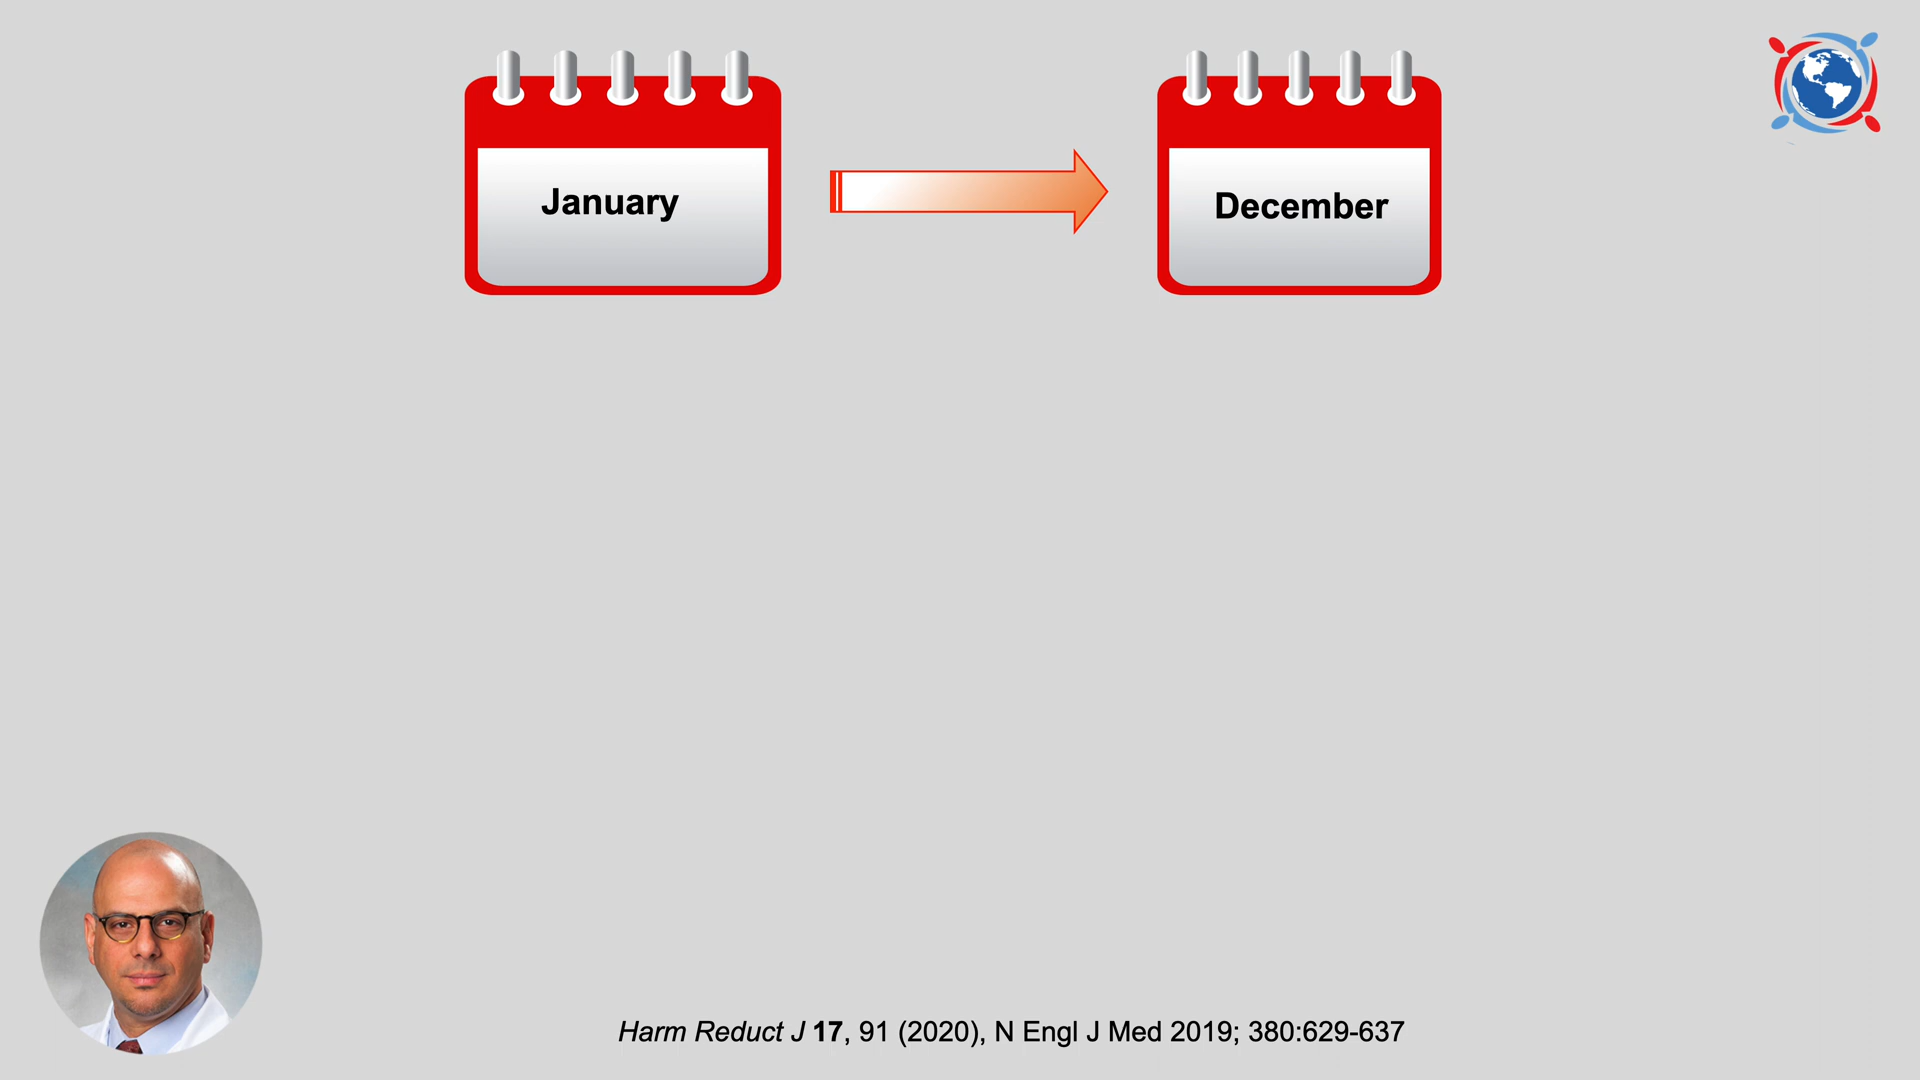 January
December
Harm Reduct J 17, 91 (2020), N Engl J Med 2019; 380:629-637